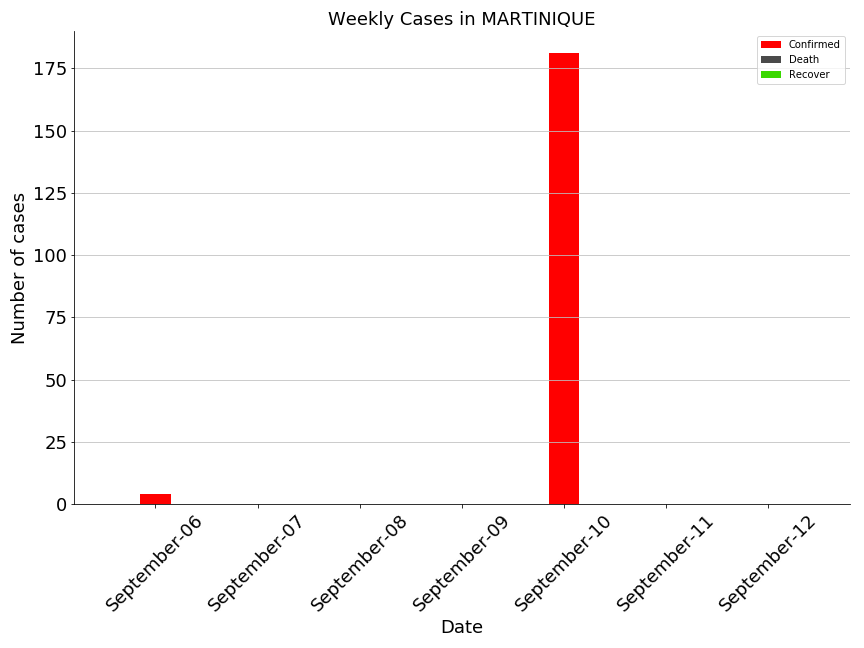 Weekly Cases in MARTINIQUE
Confirmed
Death
Recover
Number of cases
175
150
125
100
75
50
25
0
September-06
September-07
September-08
September-09
September-10
September-11
September-12
Date